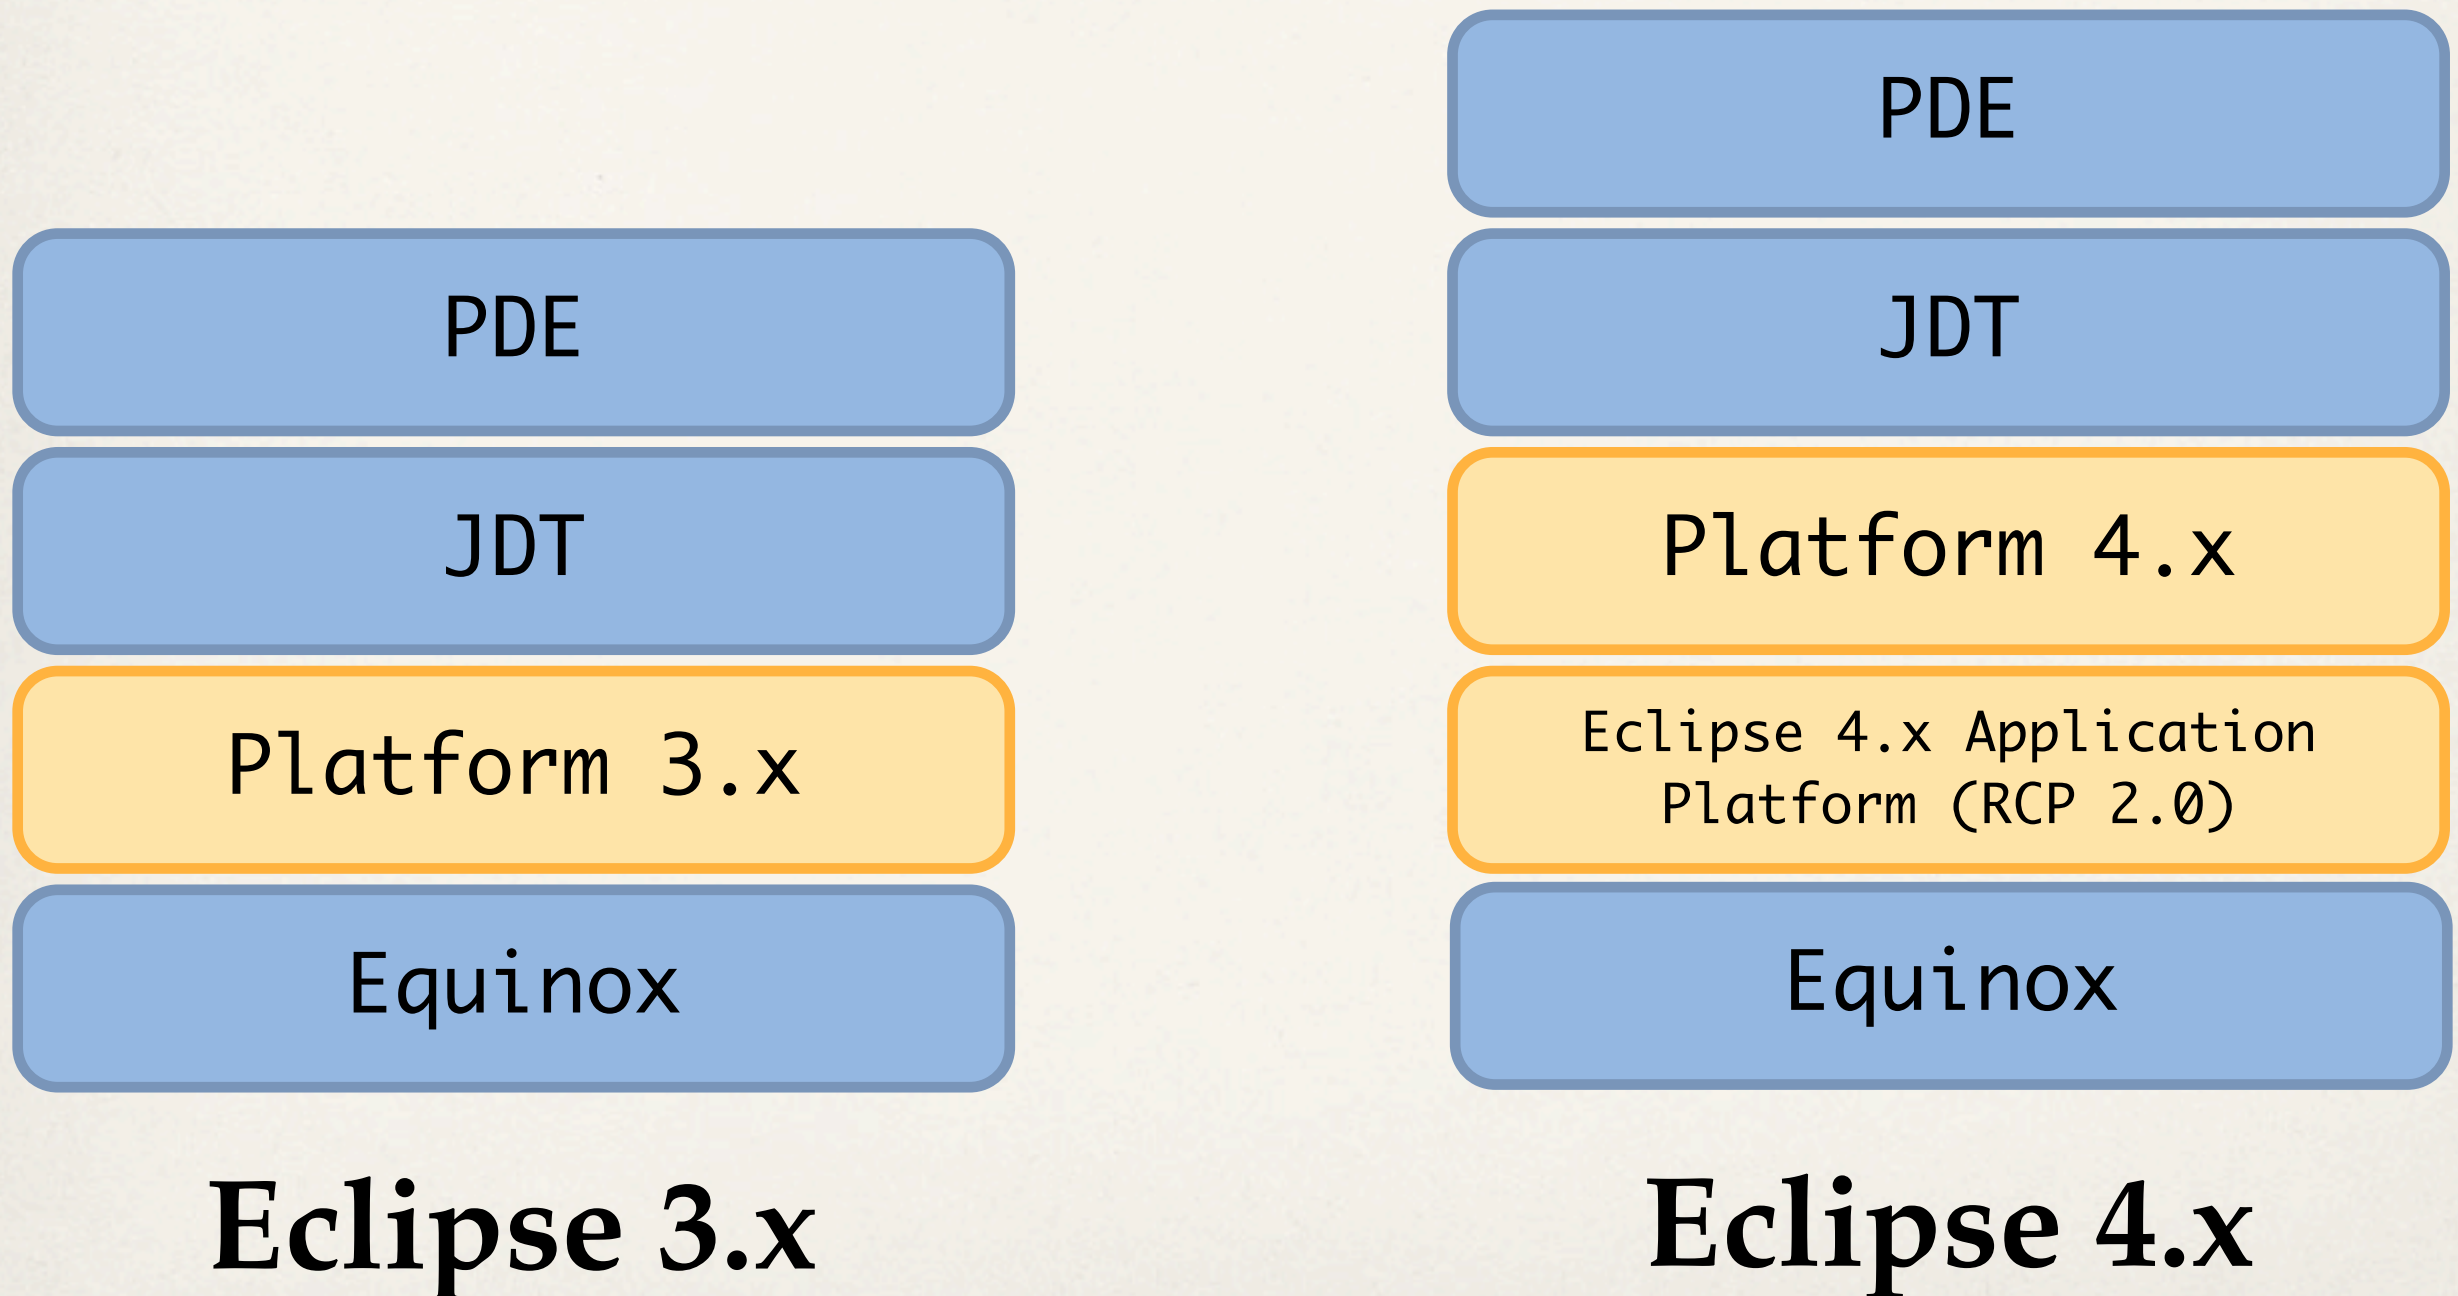 PDE
JDT
Platform 3.x
Equinox
Eclipse 3.x
PDE
JDT
Platform 4.x
Eclipse 4.x Application
Platform (RCP 2.0)
Equinox
Eclipse 4.x